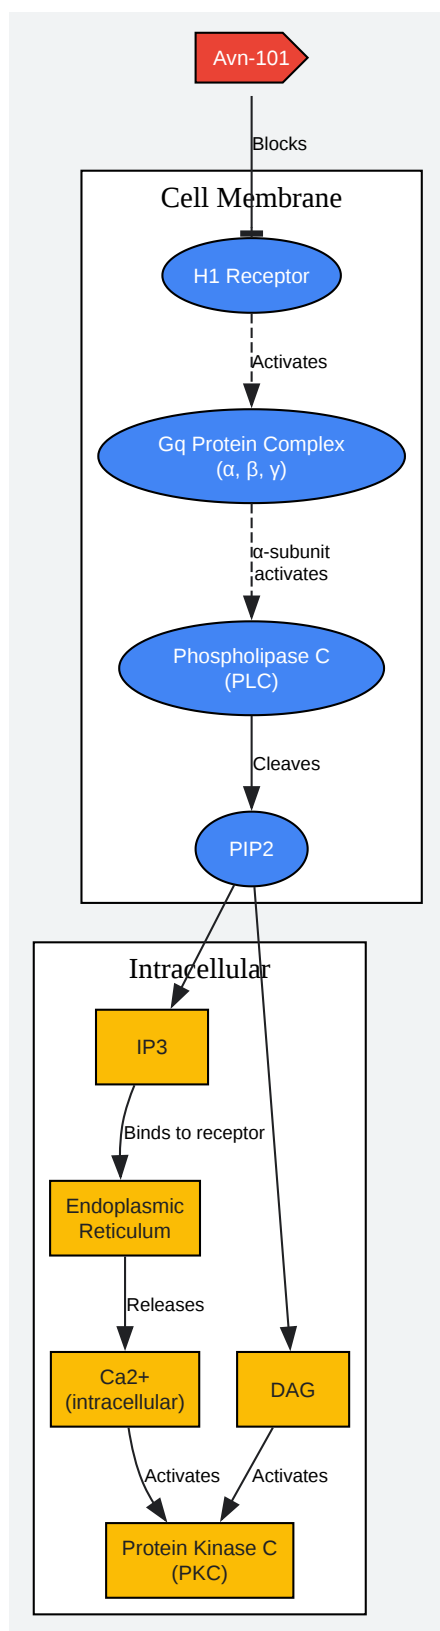 Avn-101
Blocks
Cell Membrane
H1 Receptor
Activates
Gq Protein Complex
(α, β, γ)
α-subunit
activates
Phospholipase C
(PLC)
Cleaves
PIP2
Intracellular
IP3
Binds to receptor
Endoplasmic
Reticulum
Releases
Ca2+
(intracellular)
DAG
Activates
Activates
Protein Kinase C
(PKC)